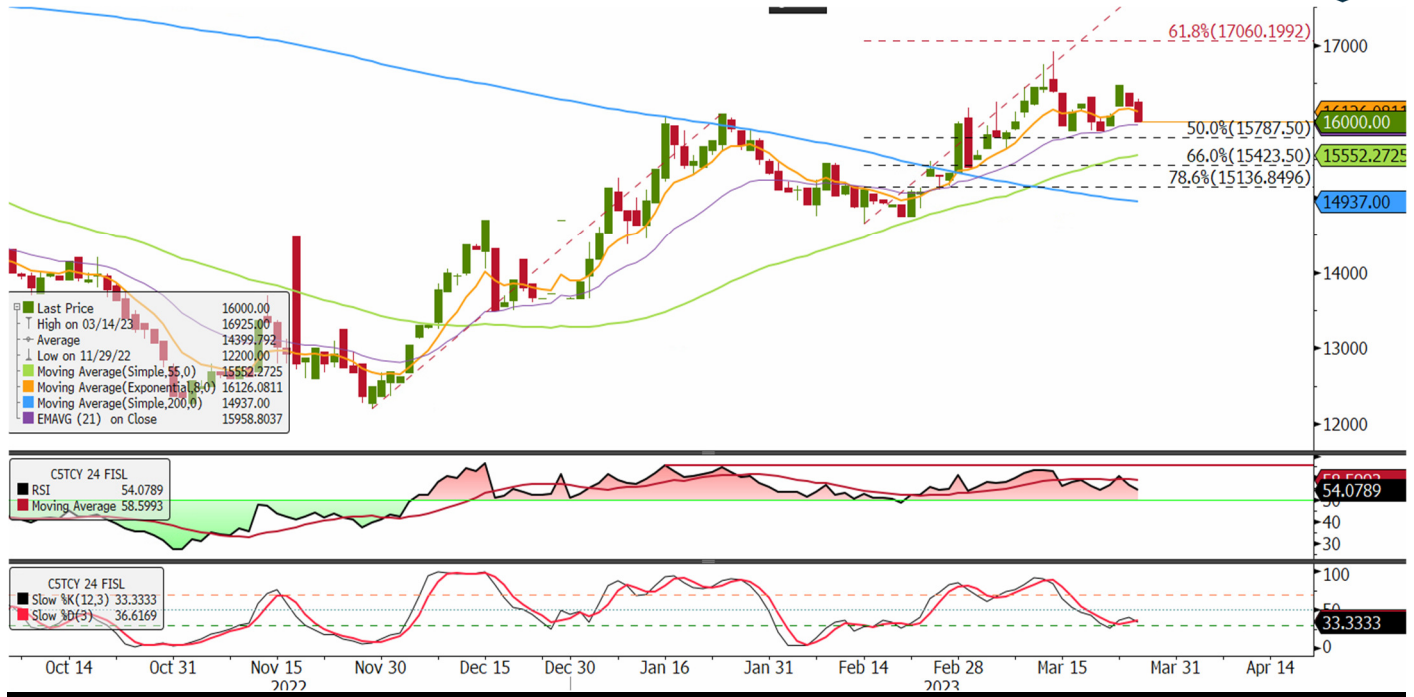 61.8%(17060.1992)
17000
16126.0811
16000.00
50.0%(15787.50)
15552.2725
66.0%(15423.50)
78.6%(15136.8496)
14937.00
14000
13000
12000
Last Price 16000.00
High on 03/14/23 16925.00
Average 14399.792
Low on 11/29/22 12200.00
Moving Average(Simple,55,0) 15552.2725
Moving Average(Exponential,8,0) 16126.0811
Moving Average(Simple,200,0) 14937.00
EMAVG (21) on Close 15958.8037
C5TCY 24 FISL
RSI 54.0789
Moving Average 58.5993
58.5993
54.0789
50
40
30
C5TCY 24 FISL
Slow %K(12,3) 33.3333
Slow %D(3) 36.6169
100
50
33.3333
0
Oct 14 Oct 31 Nov 15 Nov 30 Dec 15 Dec 30 Jan 16 Jan 31 Feb 14 Feb 28 Mar 15 Mar 31 Apr 14
2022 2023